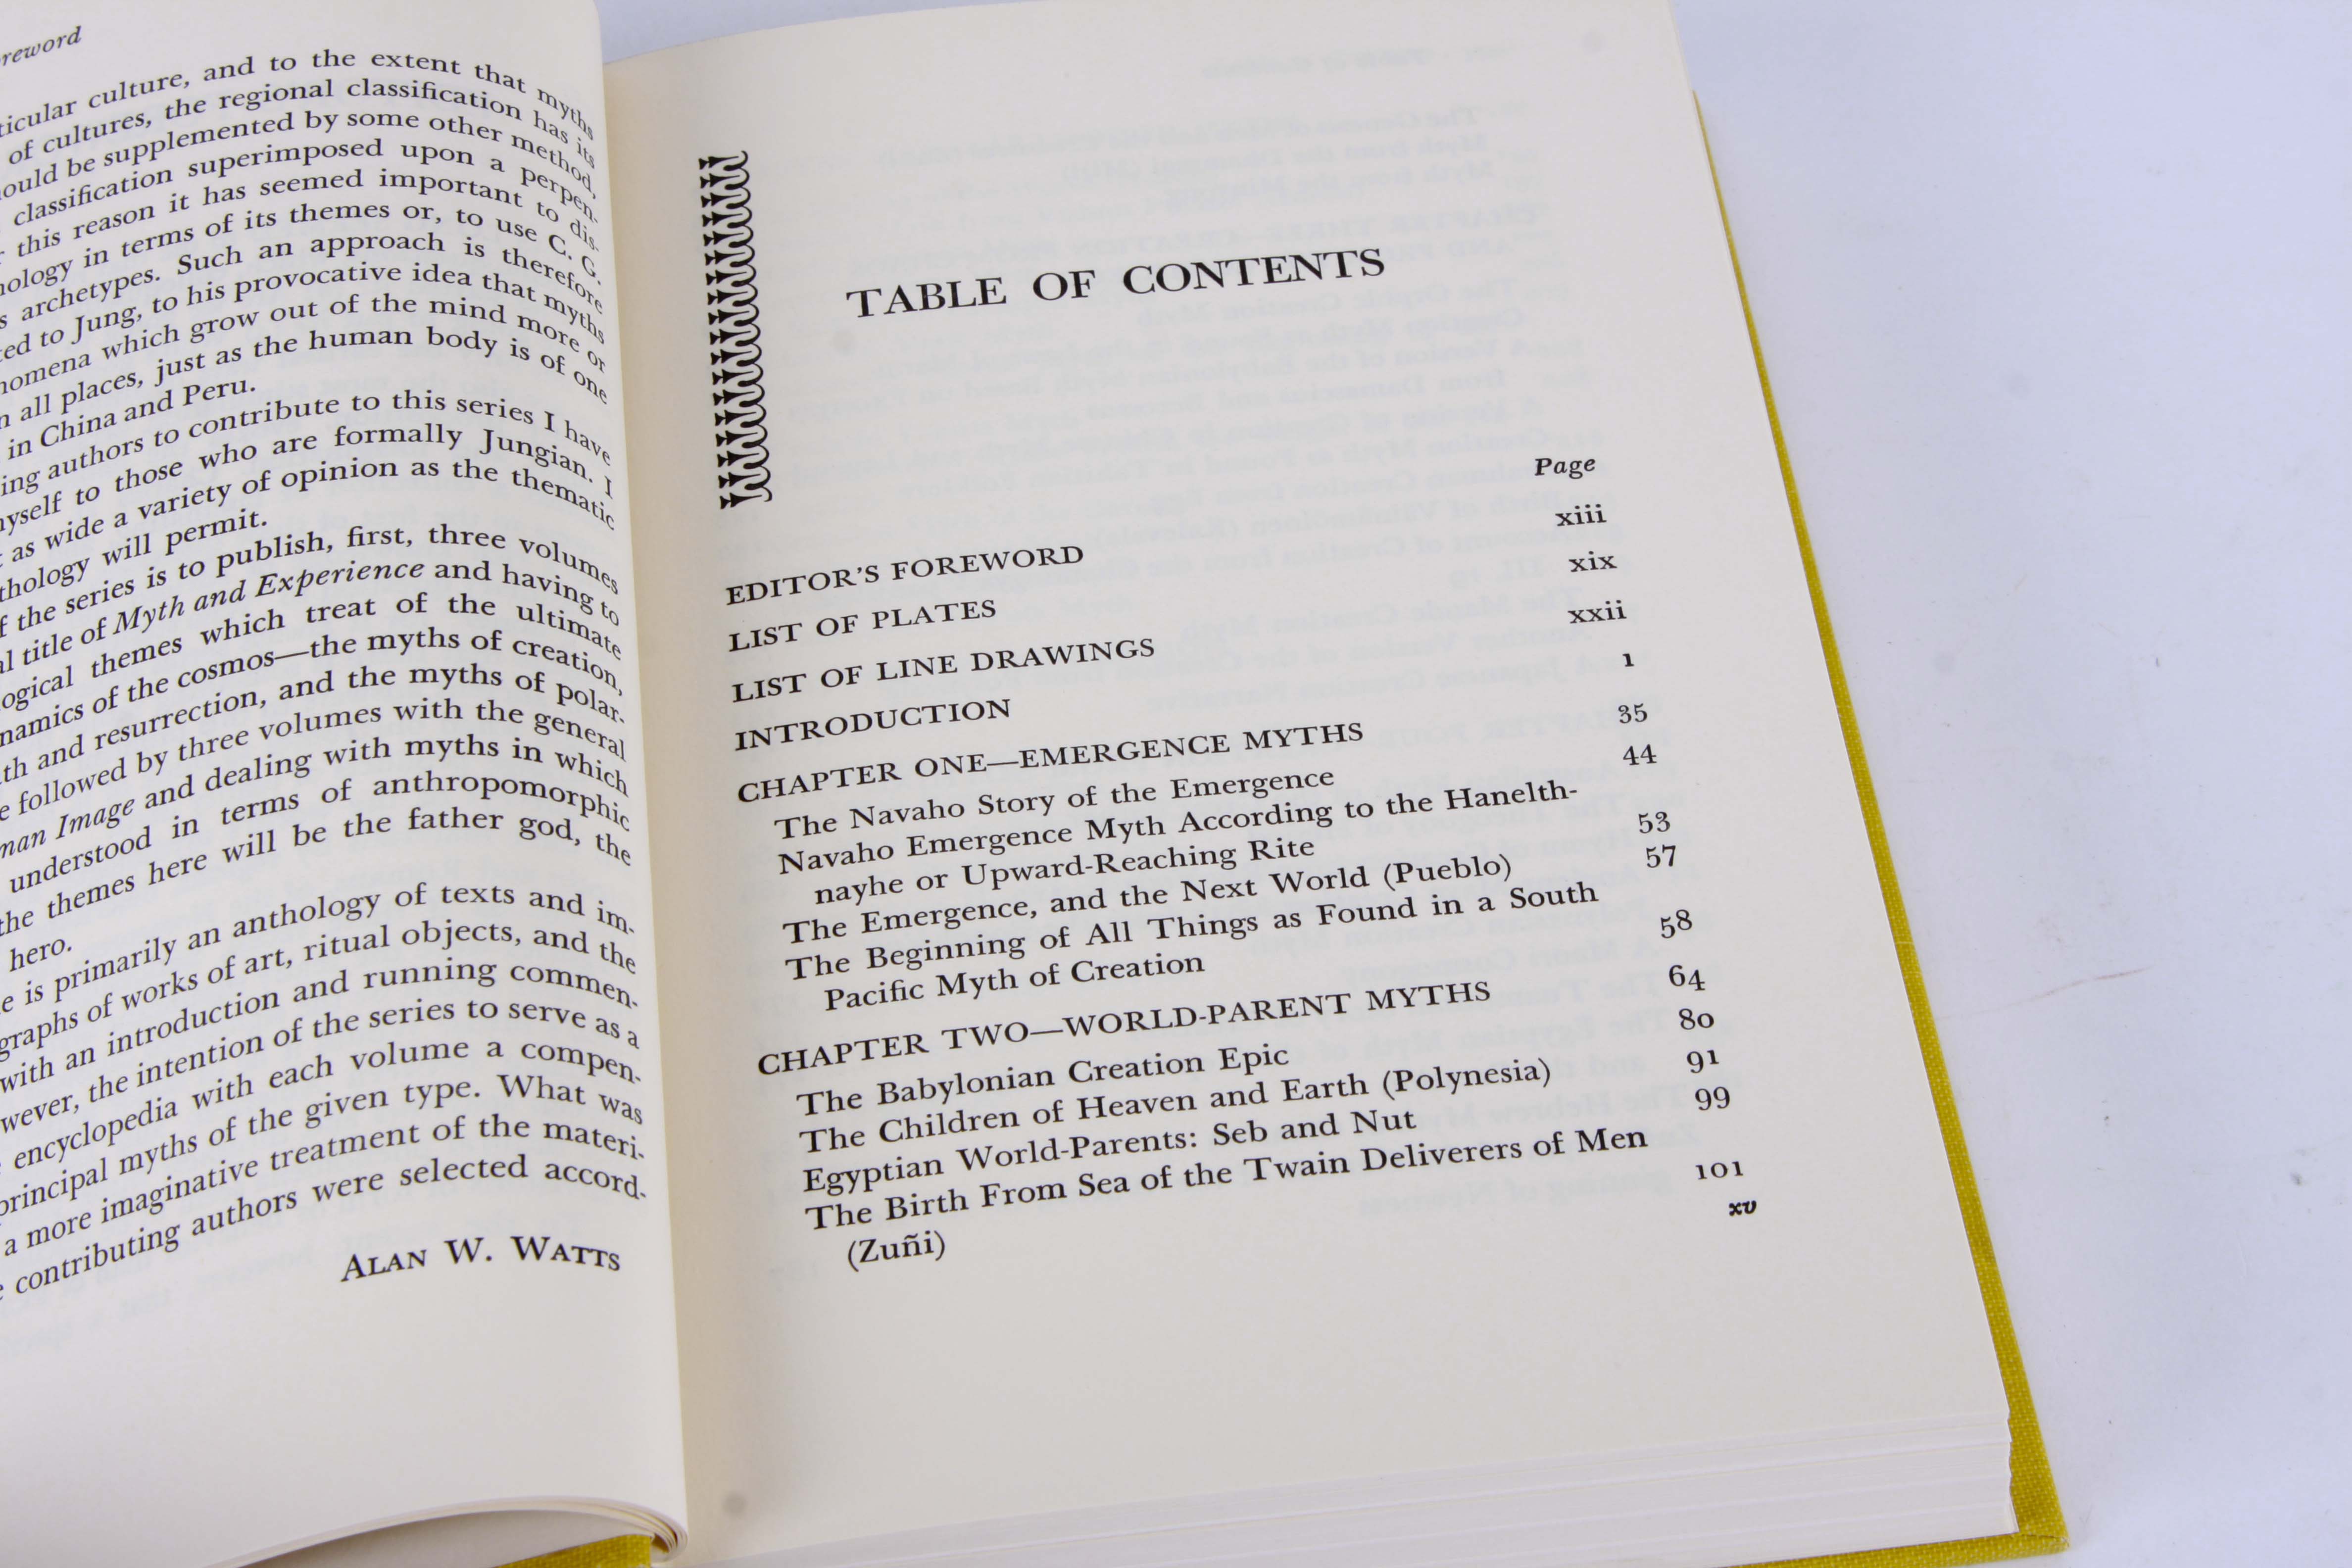 reword
ticular culture, and to the extent that myths
of cultures, the regional classification has its
ould be supplemented by some other method,
classification superimposed upon a perpen-
this reason it has seemed important to dis-
ology in terms of its themes or, to use C. G.
s archetypes. Such an approach is therefore
ted to Jung, to his provocative idea that myths
nomena which grow out of the mind more or
n all places, just as the human body is of one
in China and Peru.
ing authors to contribute to this series I have
nyself to those who are formally Jungian. I
as wide a variety of opinion as the thematic
thology will permit.
f the series is to publish, first, three volumes
al title of Myth and Experience and having to
ogical themes which treat of the ultimate
namics of the cosmos—the myths of creation,
th and resurrection, and the myths of polar-
e followed by three volumes with the general
man Image and dealing with myths in which
understood in terms of anthropomorphic
the themes here will be the father god, the
hero.
e is primarily an anthology of texts and im-
graphs of works of art, ritual objects, and the
with an introduction and running commen-
wever, the intention of the series to serve as a
encyclopedia with each volume a compen-
principal myths of the given type. What was
a more imaginative treatment of the materi-
e contributing authors were selected accord-
ALAN W. WATTS
TABLE OF CONTENTS
Page
EDITOR'S FOREWORD xiii
LIST OF PLATES xix
LIST OF LINE DRAWINGS xxii
INTRODUCTION 1
CHAPTER ONE—EMERGENCE MYTHS 35
The Navaho Story of the Emergence 44
Navaho Emergence Myth According to the Hanelth-
nayhe or Upward-Reaching Rite 53
The Emergence, and the Next World (Pueblo) 57
The Beginning of All Things as Found in a South
Pacific Myth of Creation 58
CHAPTER TWO—WORLD-PARENT MYTHS 64
The Babylonian Creation Epic 80
The Children of Heaven and Earth (Polynesia) 91
Egyptian World-Parents: Seb and Nut 99
The Birth From Sea of the Twain Deliverers of Men
(Zuñi) 101
xv